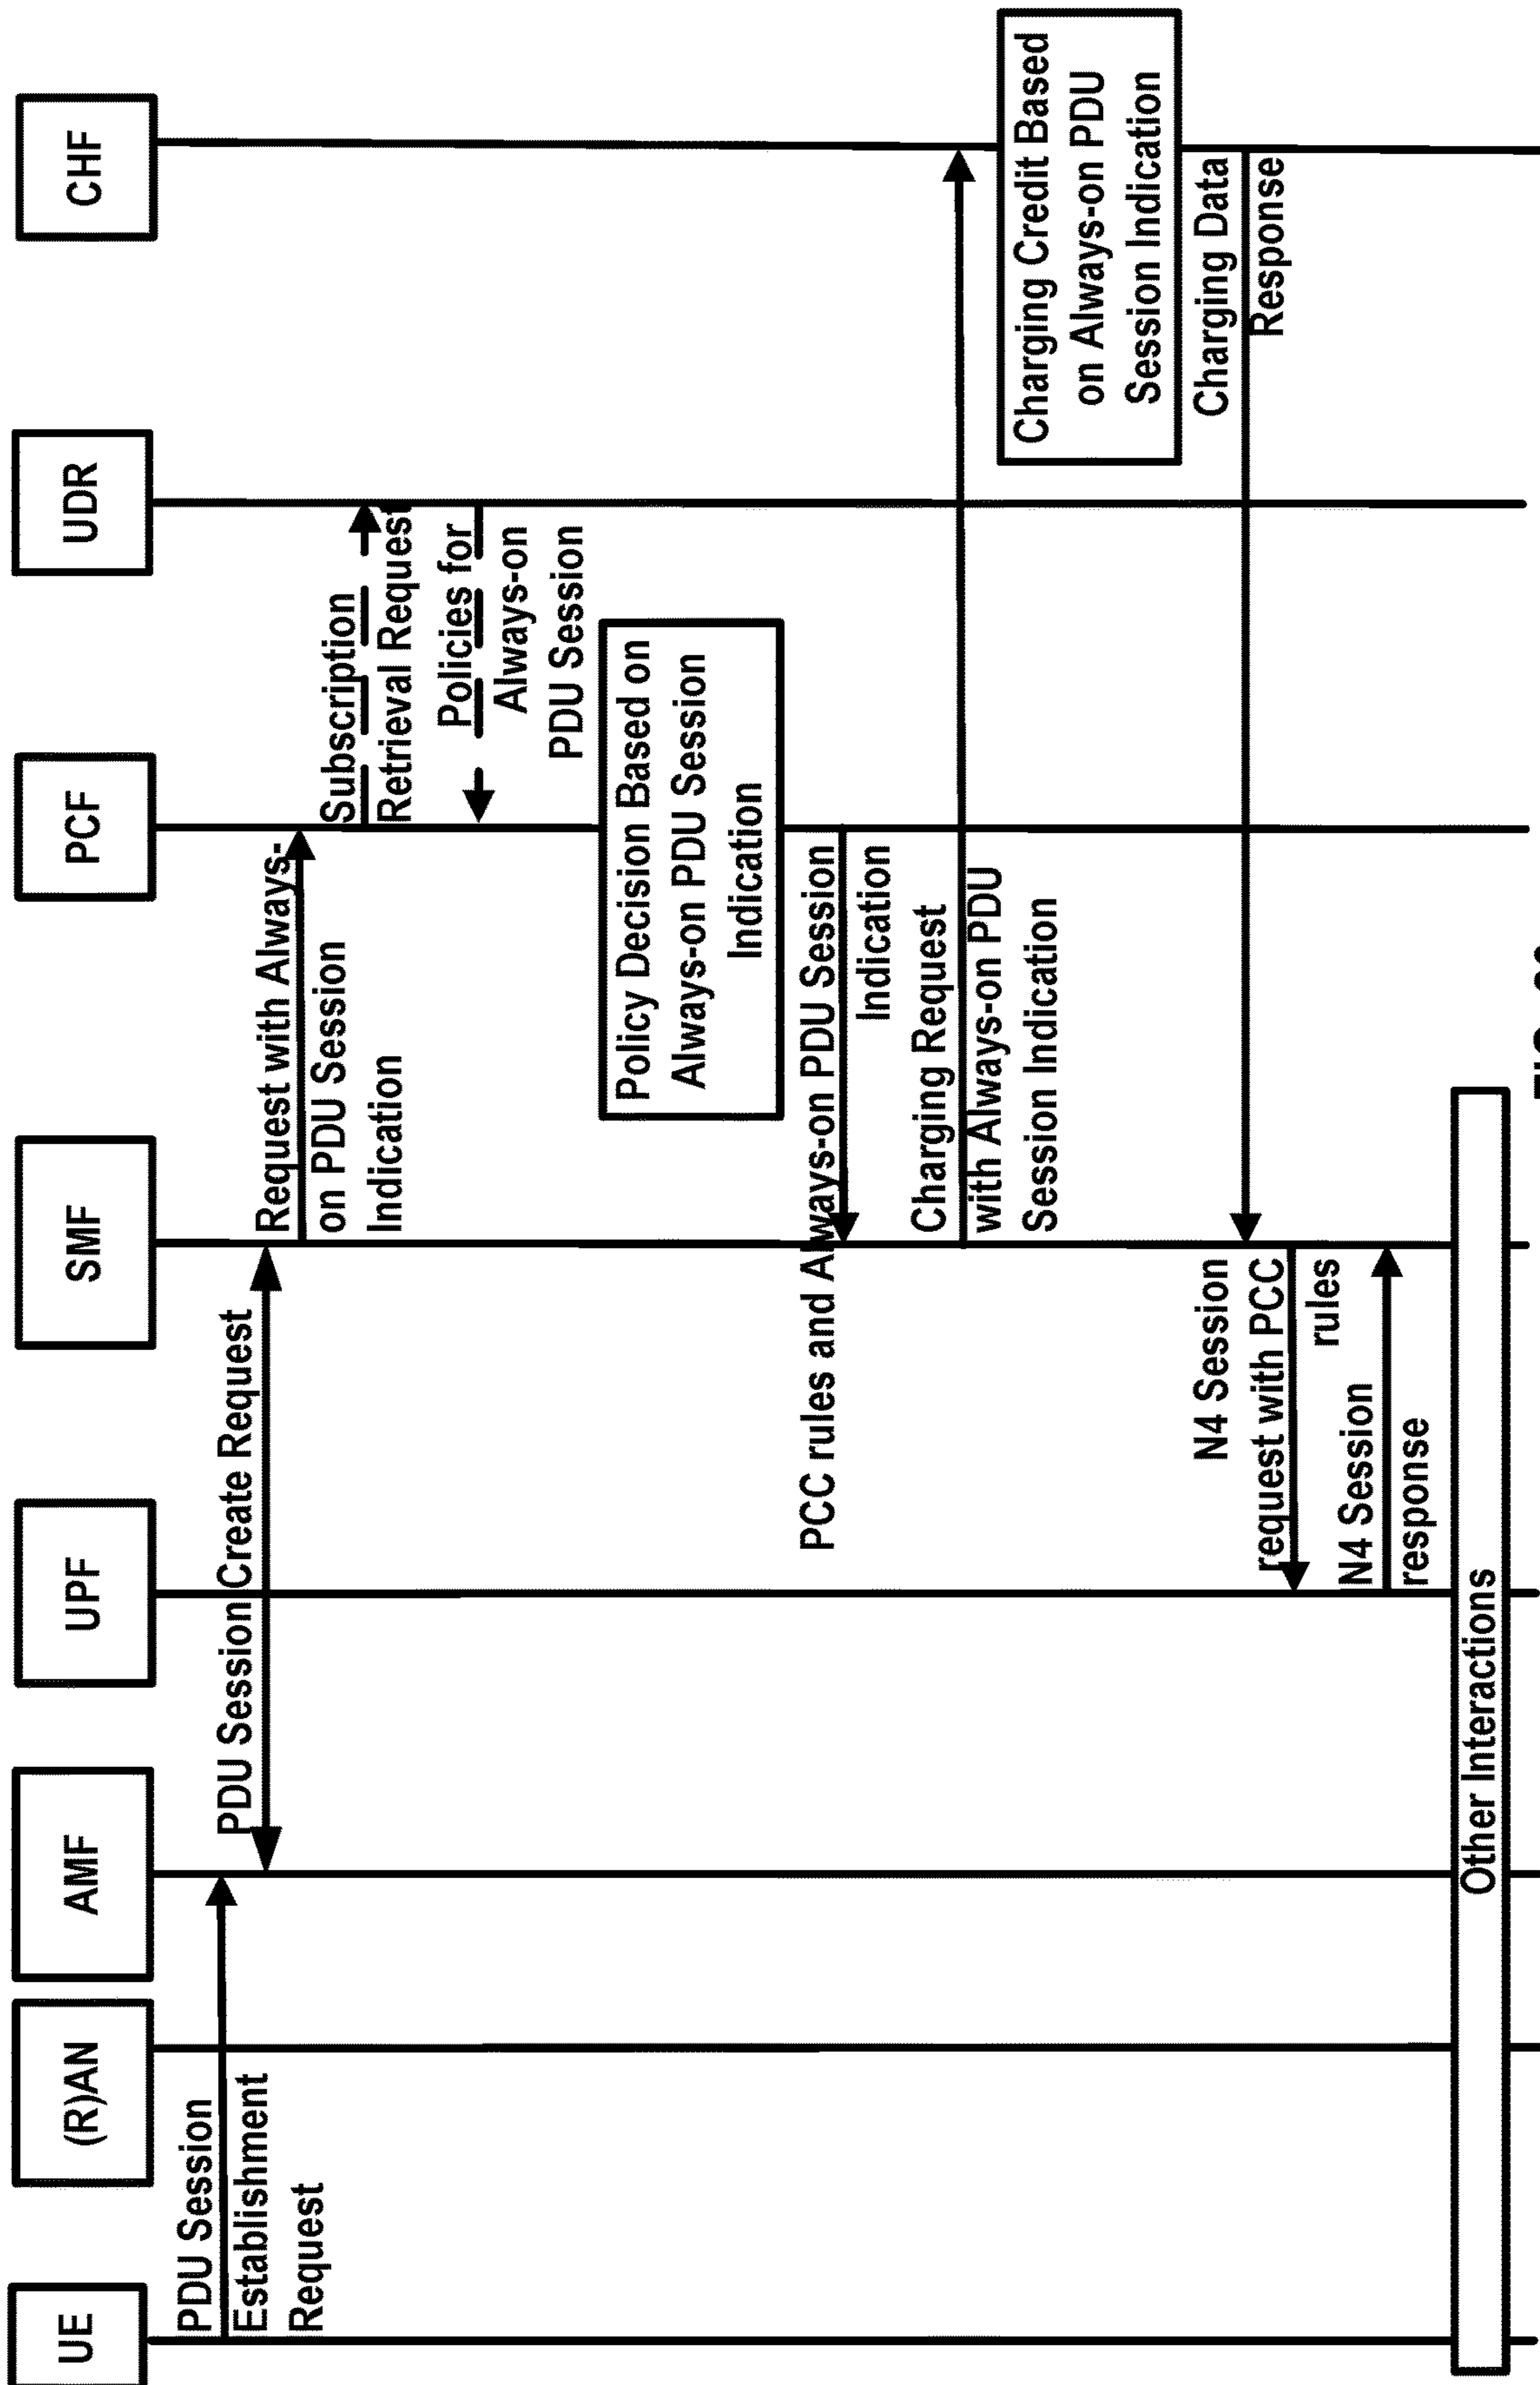 UE
(R)AN
AMF
UPF
SMF
PCF
UDR
CHF
PDU Session
Establishment
Request
PDU Session Create Request
Request with Always-
on PDU Session
Indication
Subscription
Retrieval Request
Policies for
Always-on
PDU Session
Policy Decision Based on
Always-on PDU Session
Indication
PCC rules and Always-on PDU Session
Indication
Charging Request
with Always-on PDU
Session Indication
Charging Credit Based
on Always-on PDU
Session Indication
Charging Data
Response
N4 Session
request with PCC
rules
N4 Session
response
Other Interactions